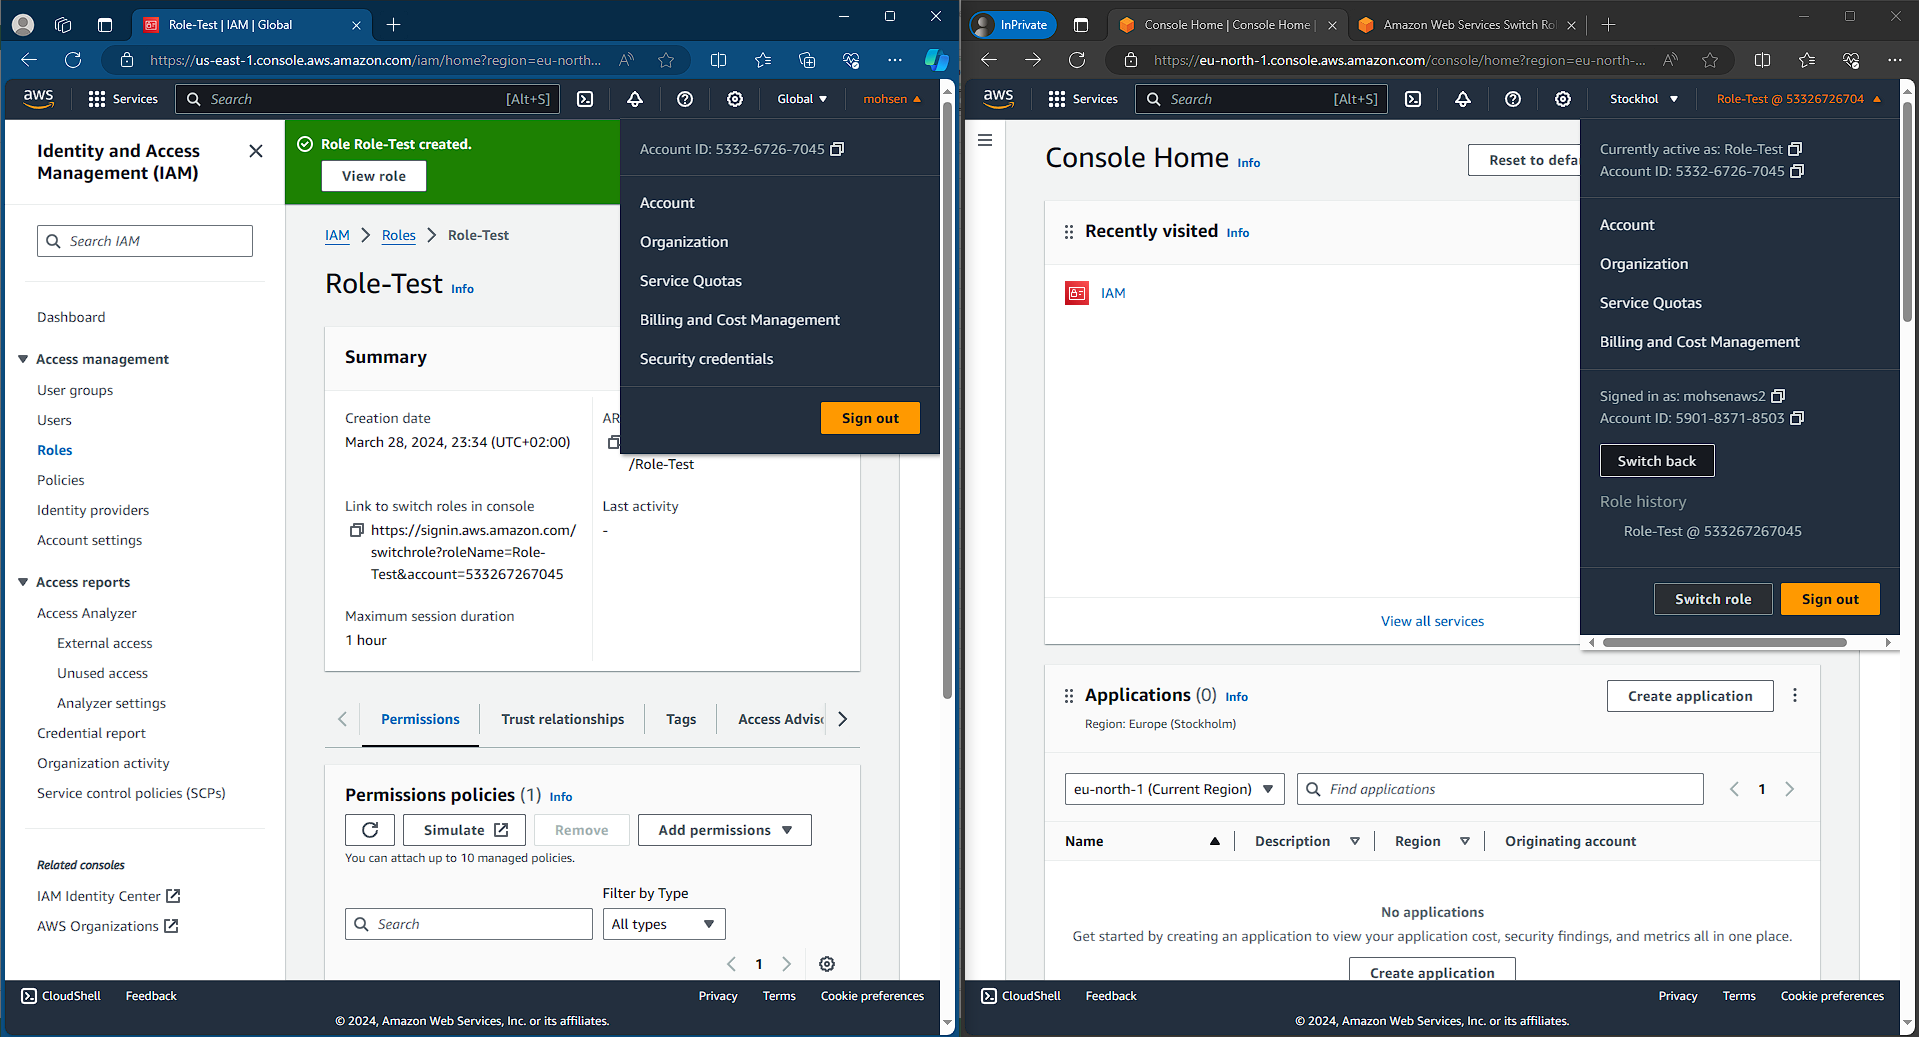 Role-Test | IAM | Global
https://us-east-1.console.aws.amazon.com/iam/home?region=eu-north...
aws
Services
Search
[Alt+S]
Global
mohsen
Identity and Access
Management (IAM)
Search IAM
Dashboard
Access management
User groups
Users
Roles
Policies
Identity providers
Account settings
Access reports
Access Analyzer
External access
Unused access
Analyzer settings
Credential report
Organization activity
Service control policies (SCPs)
Related consoles
IAM Identity Center
AWS Organizations
Role Role-Test created.
View role
IAM
Roles
Role-Test
Role-Test Info
Summary
Creation date
March 28, 2024, 23:34 (UTC+02:00)
AR
/Role-Test
Link to switch roles in console
https://signin.aws.amazon.com/
switchrole?roleName=Role-
Test&account=533267267045
Last activity
-
Maximum session duration
1 hour
Permissions
Trust relationships
Tags
Access Adviso
Permissions policies (1) Info
Simulate
Remove
Add permissions
You can attach up to 10 managed policies.
Filter by Type
Search
All types
1
Account ID: 5332-6726-7045
Account
Organization
Service Quotas
Billing and Cost Management
Security credentials
Sign out
CloudShell
Feedback
Privacy
Terms
Cookie preferences
© 2024, Amazon Web Services, Inc. or its affiliates.
InPrivate
Console Home | Console Home |
Amazon Web Services Switch Ro
https://eu-north-1.console.aws.amazon.com/console/home?region=eu-north-...
aws
Services
Search
[Alt+S]
Stockhol
Role-Test @ 53326726704
Console Home Info
Reset to defau
Recently visited Info
IAM
View all services
Currently active as: Role-Test
Account ID: 5332-6726-7045
Account
Organization
Service Quotas
Billing and Cost Management
Signed in as: mohsenaws2
Account ID: 5901-8371-8503
Switch back
Role history
Role-Test @ 533267267045
Switch role
Sign out
Applications (0) Info
Region: Europe (Stockholm)
Create application
eu-north-1 (Current Region)
Find applications
1
Name
Description
Region
Originating account
No applications
Get started by creating an application to view your application cost, security findings, and metrics all in one place.
Create application
CloudShell
Feedback
Privacy
Terms
Cookie preferences
© 2024, Amazon Web Services, Inc. or its affiliates.